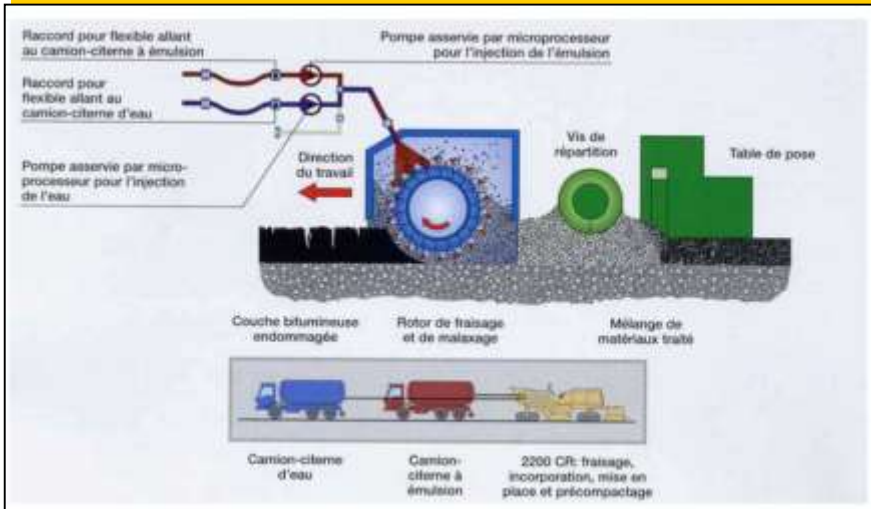 Raccord pour flexible allant
au camion-citerne à émulsion
Pompe asservie par microprocesseur
pour l'injection de l'émulsion
Raccord pour
flexible allant au
camion-citerne d'eau
Pompe asservie par micro-
processeur pour l'injection
de l'eau
Direction
du travail
Vis de
répartition
Table de pose
Couche bitumineuse
endommagée
Rotor de fraisage
et de malaxage
Mélange de
matériaux traité
Camion-citerne
d'eau
Camion-
citerne à
émulsion
2200 CR: fraisage,
incorporation, mise en
place et précompactage